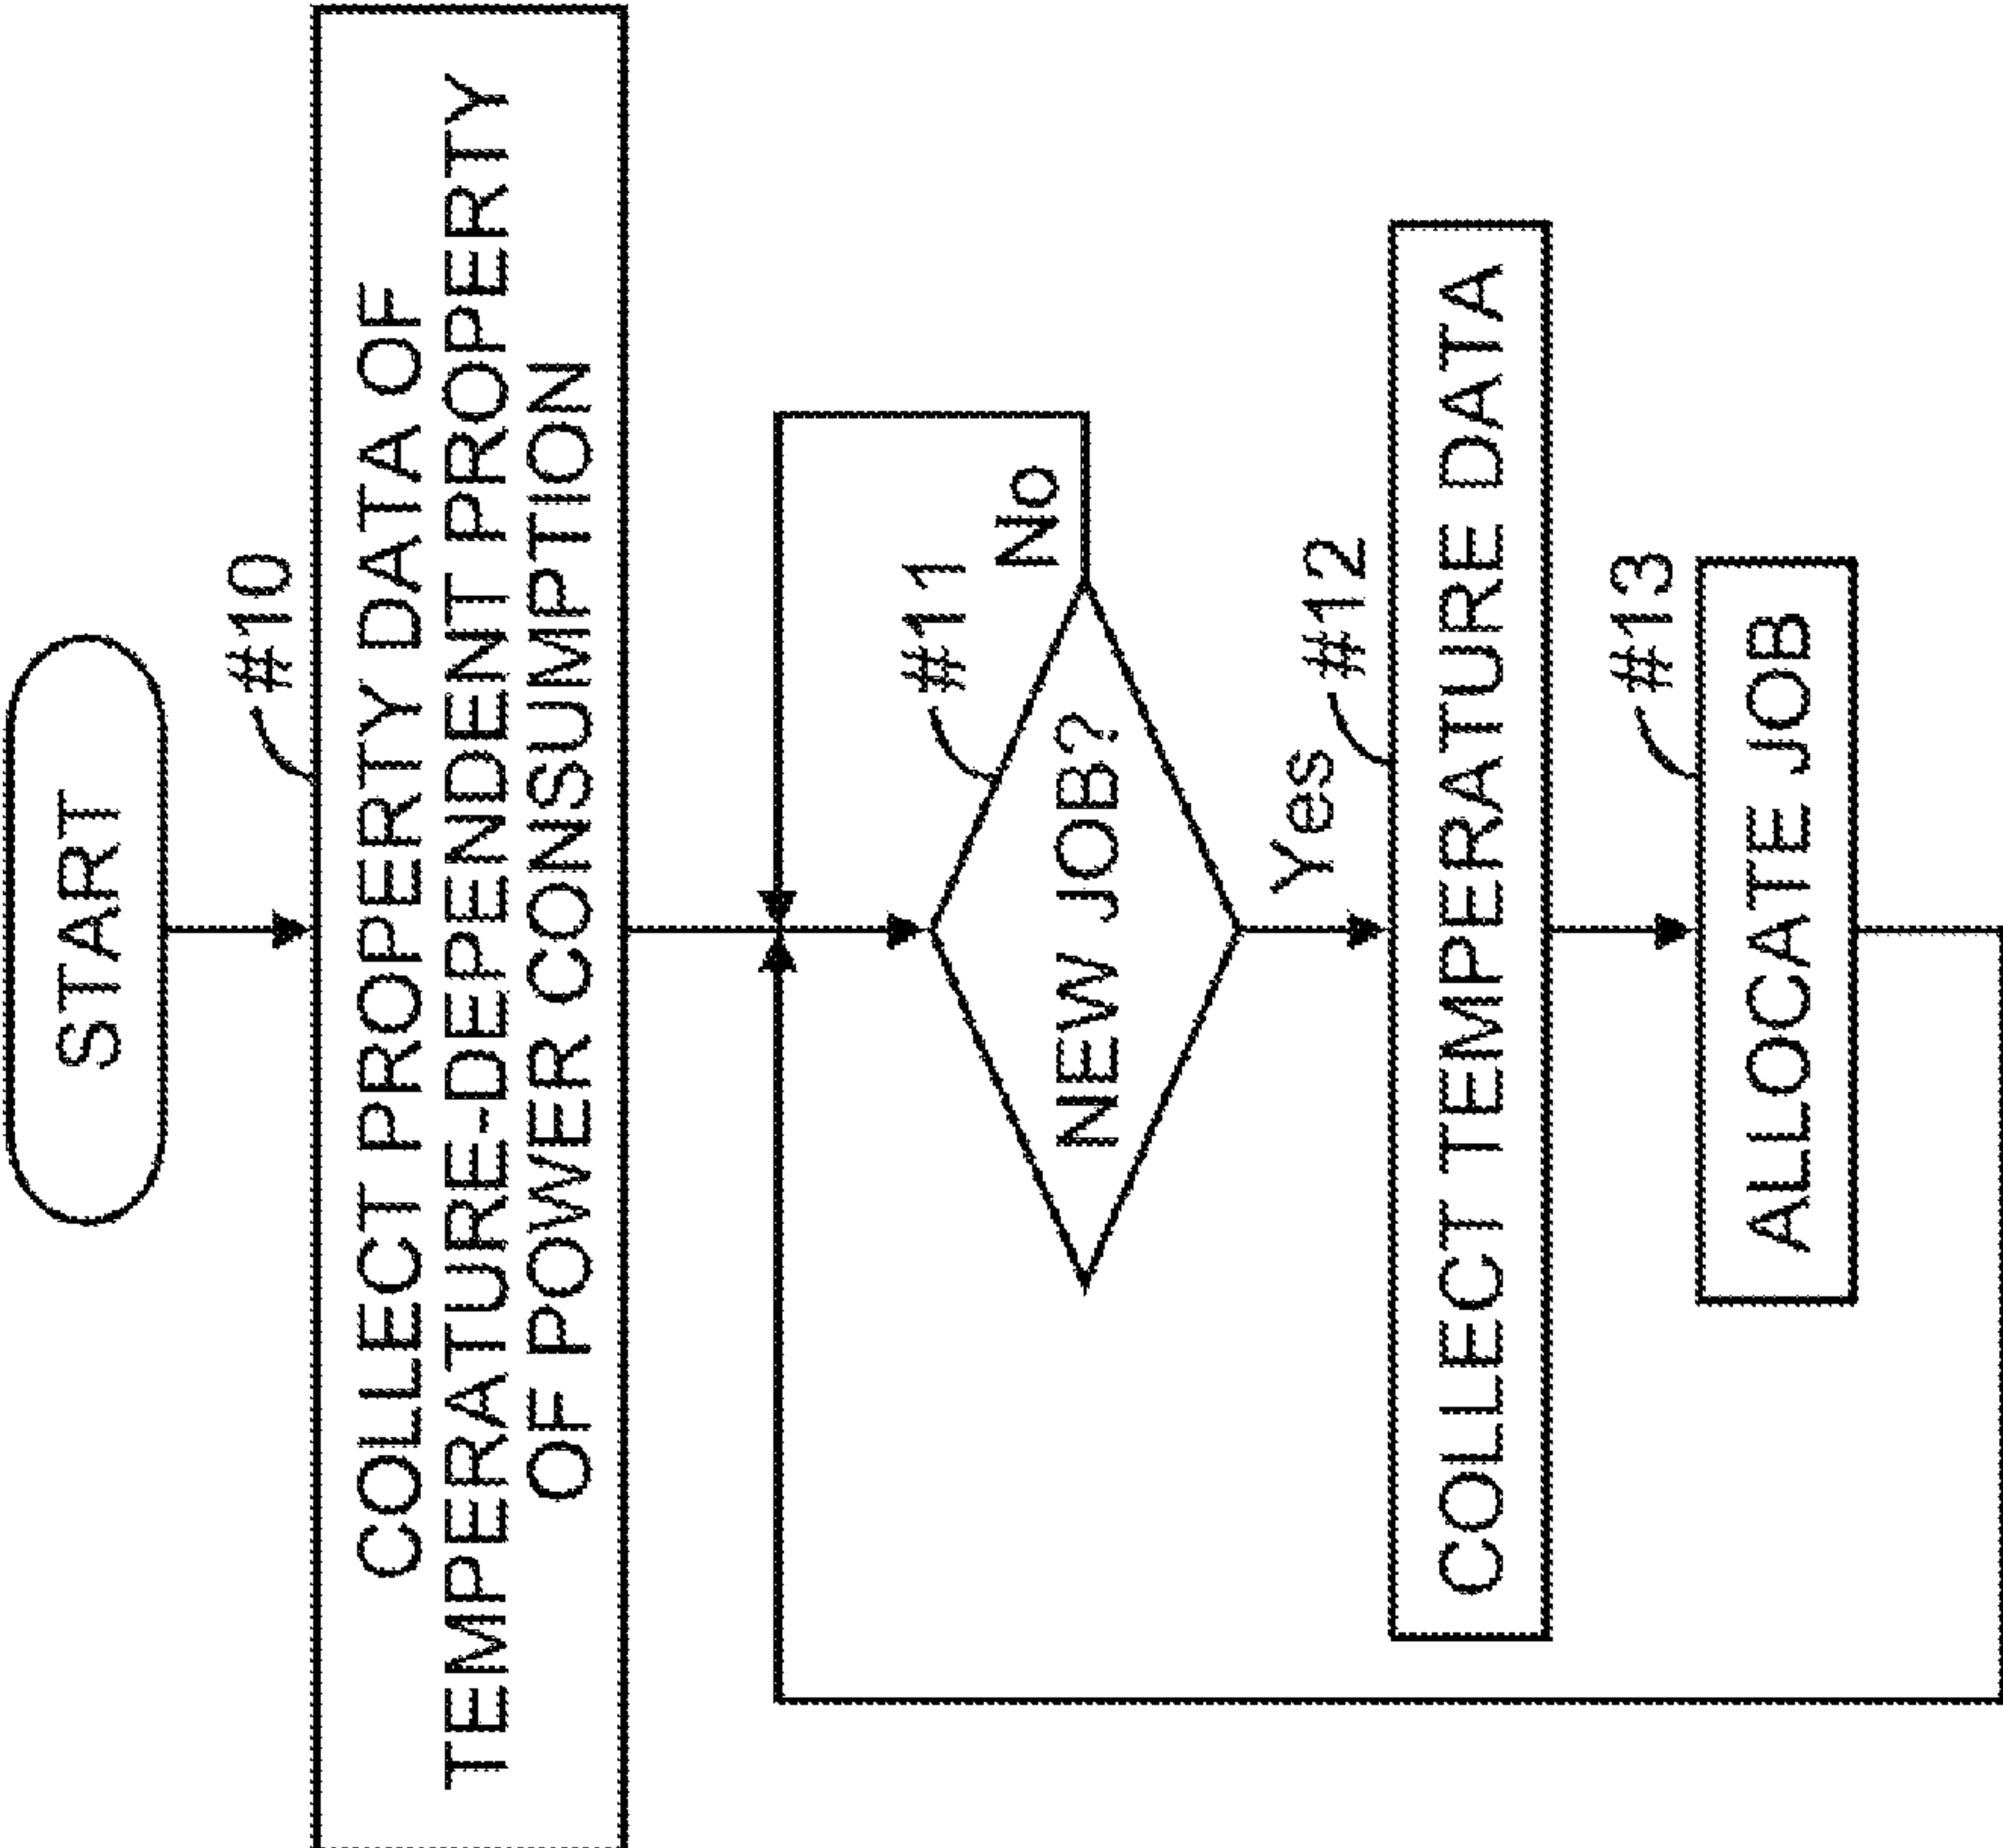 START
#10
COLLECT PROPERTY DATA OF
TEMPERATURE-DEPENDENT PROPERTY
OF POWER CONSUMPTION
#11
NEW JOB?
No
Yes
#12
COLLECT TEMPERATURE DATA
#13
ALLOCATE JOB